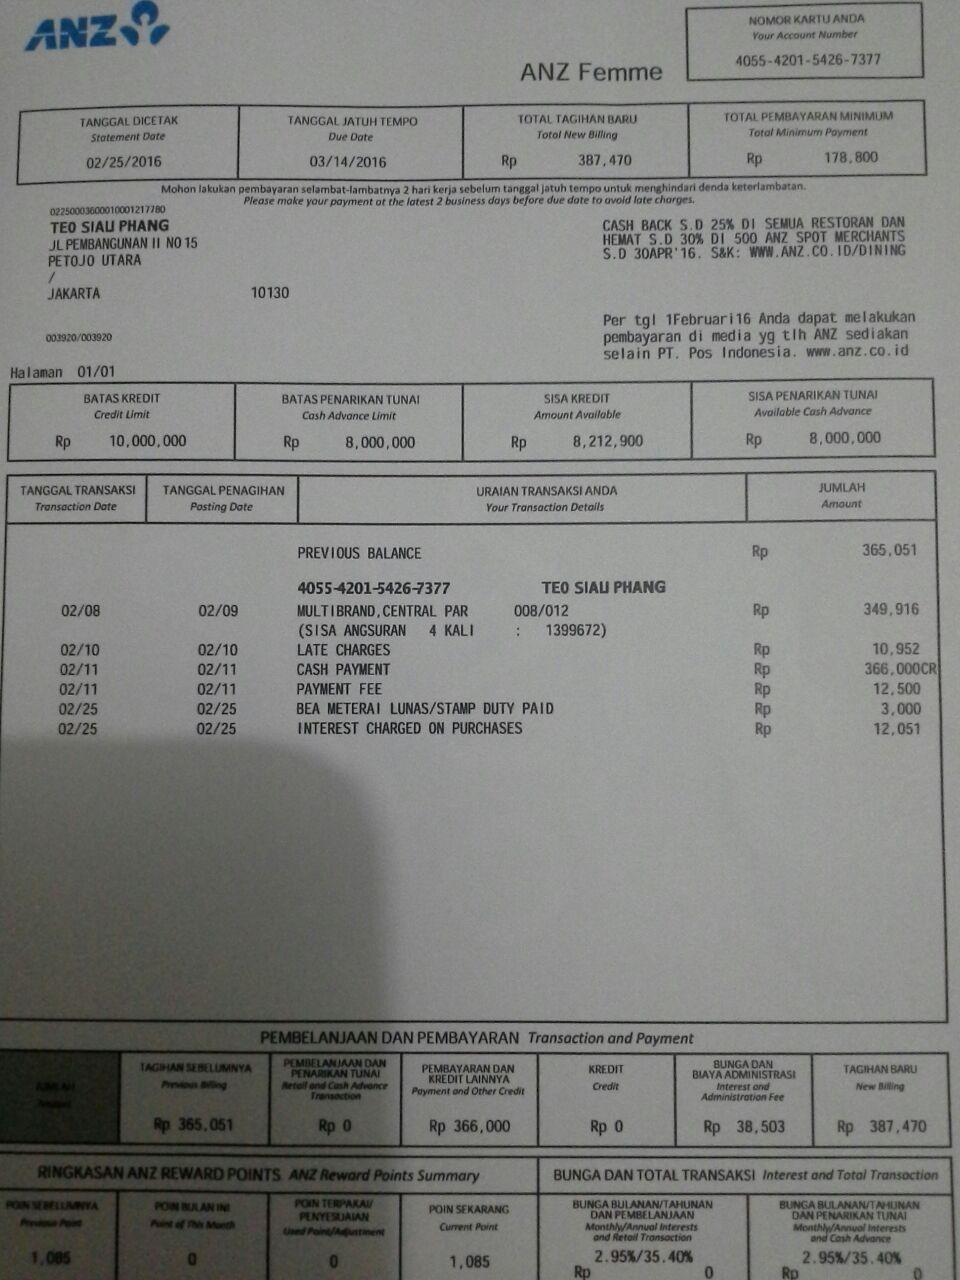 ANZ
NOMOR KARTU ANDA
Your Account Number
4055-4201-5426-7377
ANZ Femme
TANGGAL DICETAK
Statement Date
02/25/2016
TANGGAL JATUH TEMPO
Due Date
03/14/2016
TOTAL TAGIHAN BARU
Total New Billing
Rp 387,470
TOTAL PEMBAYARAN MINIMUM
Total Minimum Payment
Rp 178,800
Mohon lakukan pembayaran selambat-lambatnya 2 hari kerja sebelum tanggal jatuh tempo untuk menghindari denda keterlambatan.
Please make your payment at the latest 2 business days before due date to avoid late charges.
02250003600010001217780
TEO SIAU PHANG
JL PEMBANGUNAN II NO 15
PETOJO UTARA
/
JAKARTA 10130
CASH BACK S.D 25% DI SEMUA RESTORAN DAN
HEMAT S.D 30% DI 500 ANZ SPOT MERCHANTS
S.D 30APR'16. S&K: WWW.ANZ.CO.ID/DINING
Per tgl 1Februari16 Anda dapat melakukan
pembayaran di media yg tlh ANZ sediakan
selain PT. Pos Indonesia. www.anz.co.id
003920/003920
Halaman 01/01
BATAS KREDIT
Credit Limit
Rp 10,000,000
BATAS PENARIKAN TUNAI
Cash Advance Limit
Rp 8,000,000
SISA KREDIT
Amount Available
Rp 8,212,900
SISA PENARIKAN TUNAI
Available Cash Advance
Rp 8,000,000
TANGGAL TRANSAKSI
Transaction Date
TANGGAL PENAGIHAN
Posting Date
URAIAN TRANSAKSI ANDA
Your Transaction Details
JUMLAH
Amount
PREVIOUS BALANCE Rp 365,051
4055-4201-5426-7377 TEO SIAU PHANG
02/08 02/09 MULTIBRAND,CENTRAL PAR 008/012 Rp 349,916
(SISA ANGSURAN 4 KALI : 1399672)
02/10 02/10 LATE CHARGES Rp 10,952
02/11 02/11 CASH PAYMENT Rp 366,000CR
02/11 02/11 PAYMENT FEE Rp 12,500
02/25 02/25 BEA METERAI LUNAS/STAMP DUTY PAID Rp 3,000
02/25 02/25 INTEREST CHARGED ON PURCHASES Rp 12,051
PEMBELANJAAN DAN PEMBAYARAN Transaction and Payment
JUMLAH
Amount
TAGIHAN SEBELUMNYA
Previous Billing
Rp 365,051
PEMBELANJAAN DAN
PENARIKAN TUNAI
Retail and Cash Advance
Transaction
Rp 0
PEMBAYARAN DAN
KREDIT LAINNYA
Payment and Other Credit
Rp 366,000
KREDIT
Credit
Rp 0
BUNGA DAN
BIAYA ADMINISTRASI
Interest and
Administration Fee
Rp 38,503
TAGIHAN BARU
New Billing
Rp 387,470
RINGKASAN ANZ REWARD POINTS ANZ Reward Points Summary
BUNGA DAN TOTAL TRANSAKSI Interest and Total Transaction
POIN SEBELUMNYA
Previous Point
1,085
POIN BULAN INI
Point of This Month
0
POIN TERPAKAI/
PENYESUAIAN
Used Point/Adjustment
0
POIN SEKARANG
Current Point
1,085
BUNGA BULANAN/TAHUNAN
DAN PEMBELANJAAN
Monthly/Annual Interests
and Retail Transaction
2.95%/35.40%
Rp 0
BUNGA BULANAN/TAHUNAN
DAN PENARIKAN TUNAI
Monthly/Annual Interests
and Cash Advance
2.95%/35.40%
Rp 0